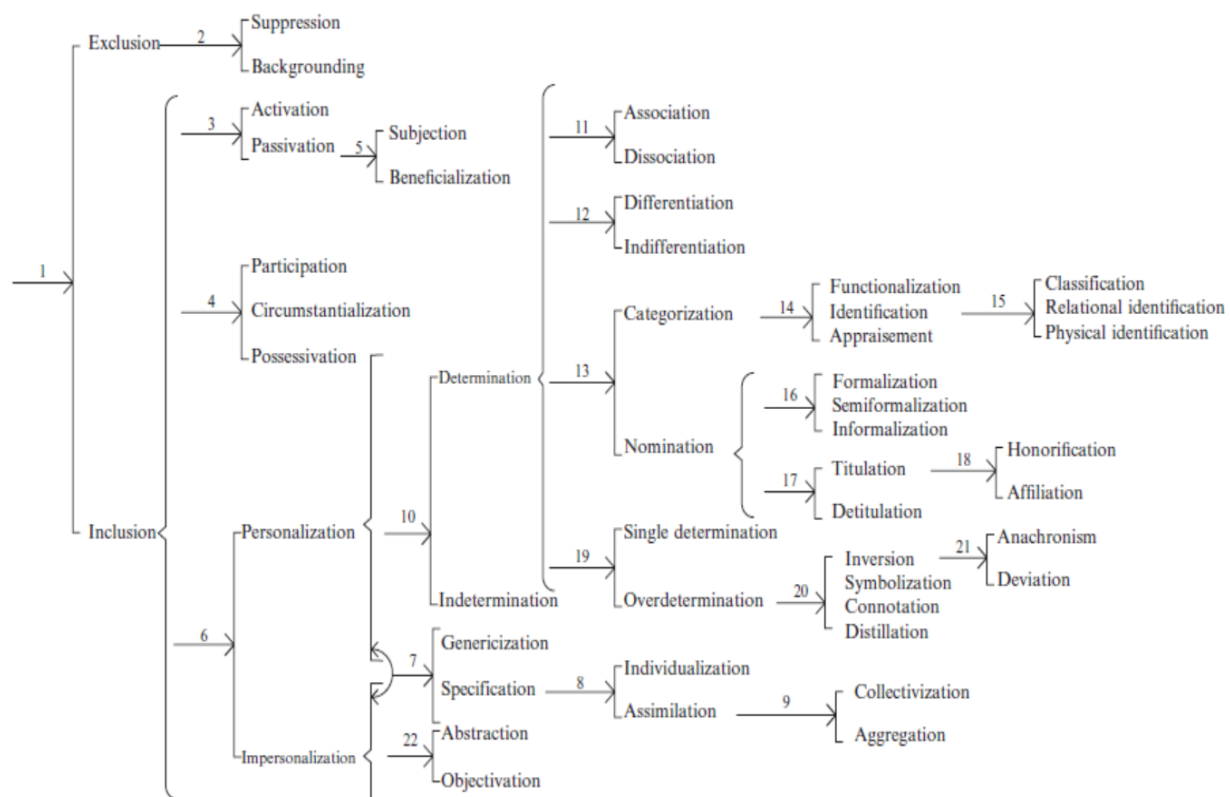 Suppression
Exclusion 2
Backgrounding
Activation
3
Association
Passivation 5 Subjection
11
Beneficialization
Dissociation
Differentiation
12
Indifferentiation
1
Participation
4
Circumstantialization
Possessivation
Functionalization
Classification
Categorization 14 Identification 15 Relational identification
Appraisement
Physical identification
Determination 13
Formalization
16
Semiformalization
Informalization
Nomination
Honorification
Titulation 18
17
Affiliation
Detitulation
Inclusion Personalization 10
Single determination
Anachronism
19
Inversion 21
Symbolization
Deviation
Indetermination Overdetermination 20
Connotation
Distillation
6
Genericization
7
Individualization
Specification 8
Assimilation 9
Collectivization
Aggregation
Abstraction
Impersonalization 22
Objectivation